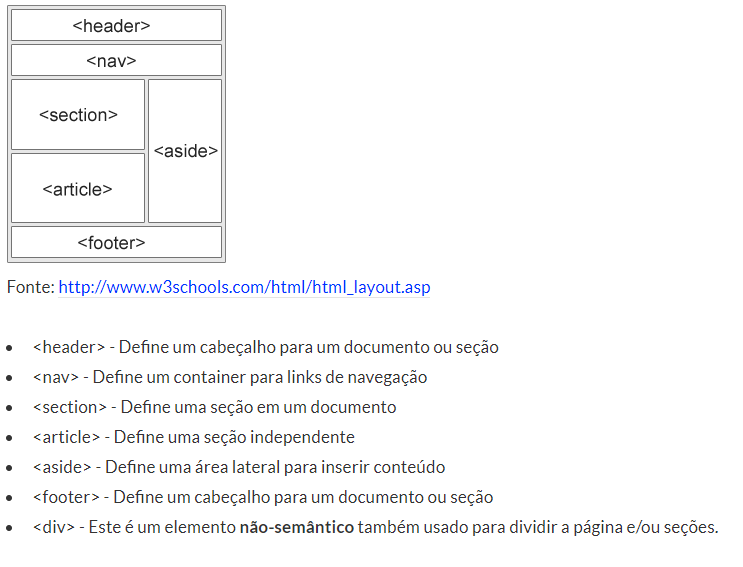 <header>
<nav>
<section>
<aside>
<article>
<footer>
Fonte: http://www.w3schools.com/html/html_layout.asp
• <header> - Define um cabeçalho para um documento ou seção
• <nav> - Define um container para links de navegação
• <section> - Define uma seção em um documento
• <article> - Define uma seção independente
• <aside> - Define uma área lateral para inserir conteúdo
• <footer> - Define um cabeçalho para um documento ou seção
• <div> - Este é um elemento não-semântico também usado para dividir a página e/ou seções.